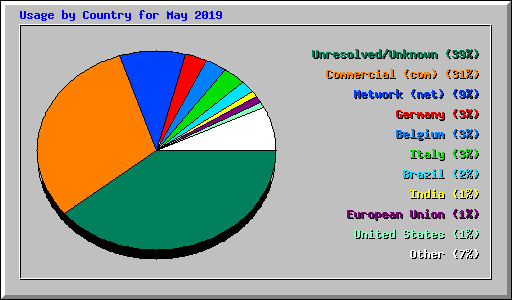 Usage by Country for May 2019
Unresolved/Unknown (39%)
Commercial (com) (31%)
Network (net) (9%)
Germany (3%)
Belgium (3%)
Italy (3%)
Brazil (2%)
India (1%)
European Union (1%)
United States (1%)
Other (7%)